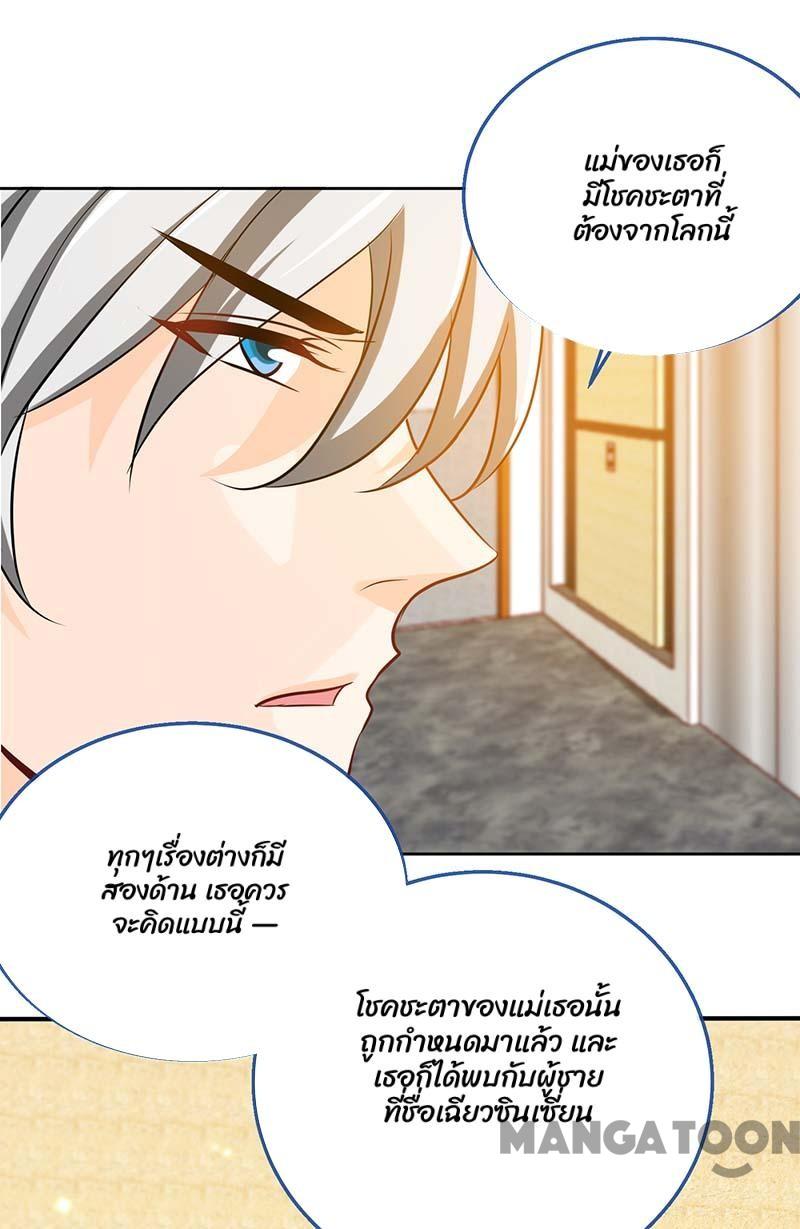 แม่ของเธอก็
มีโชคชะตาที่
ต้องจากโลกนี้
ทุกๆเรื่องต่างก็มี
สองด้าน เธอควร
จะคิดแบบนี้ —
โชคชะตาของแม่เธอนั้น
ถูกกำหนดมาแล้ว และ
เธอก็ได้พบกับผู้ชาย
ที่ชื่อเฉียวซินเซี่ยน
MANGATOON